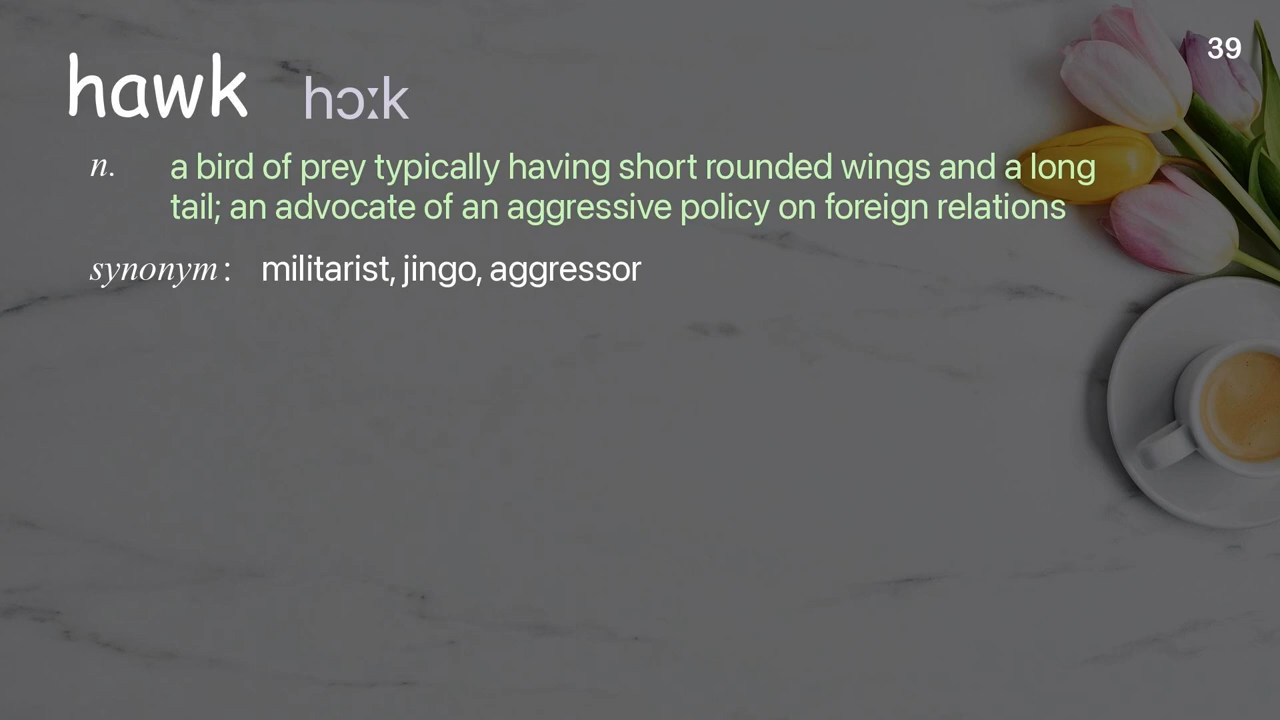 39
hawk hɔːk
n. a bird of prey typically having short rounded wings and a long
tail; an advocate of an aggressive policy on foreign relations
synonym: militarist, jingo, aggressor